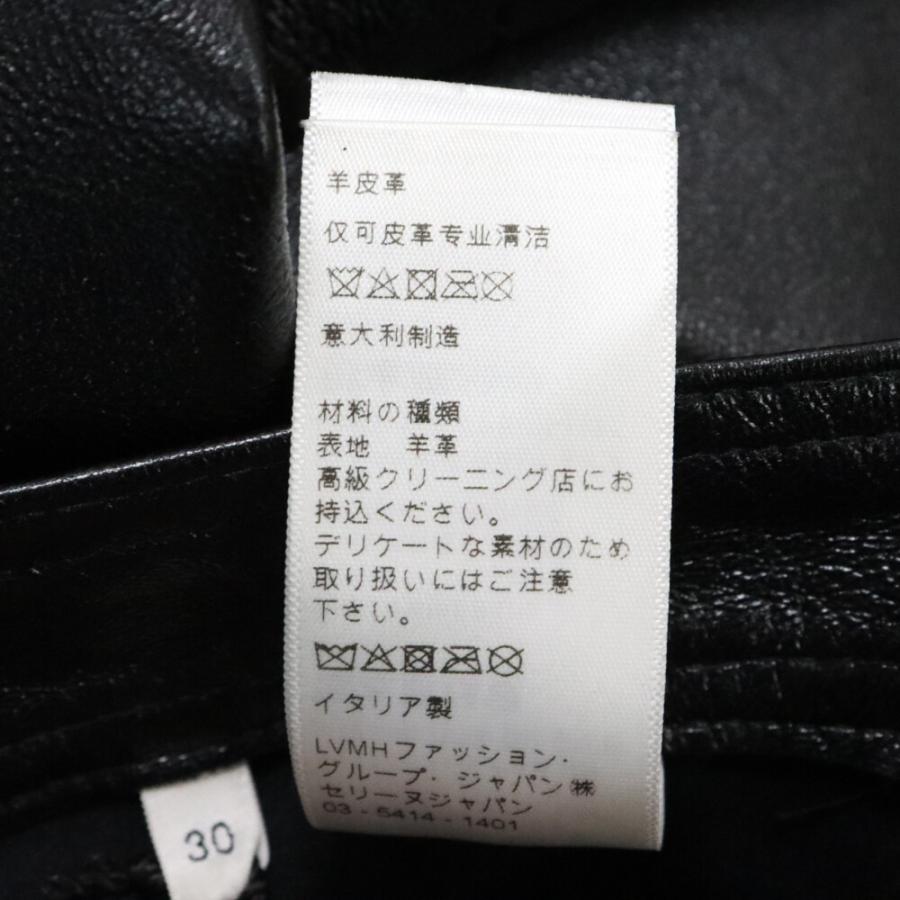 羊皮革
仅可皮革专业清洁
意大利制造
材料の種類
表地　羊革
高級クリーニング店にお
持込ください。
デリケートな素材のため
取り扱いにはご注意
下さい。
イタリア製
LVMHファッション・
グループ・ジャパン㈱
セリーヌジャパン
03 - 5414 - 1401
30